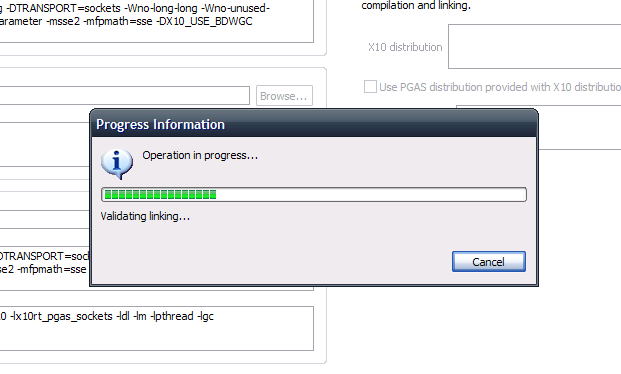 g -DTRANSPORT=sockets -Wno-long-long -Wno-unused-
arameter -msse2 -mfpmath=sse -DX10_USE_BDWGC
compilation and linking.
X10 distribution
Browse...
Use PGAS distribution provided with X10 distributio
Progress Information
Operation in progress...
Validating linking...
Cancel
DTRANSPORT=sock
se2 -mfpmath=sse
0 -lx10rt_pgas_sockets -ldl -lm -lpthread -lgc